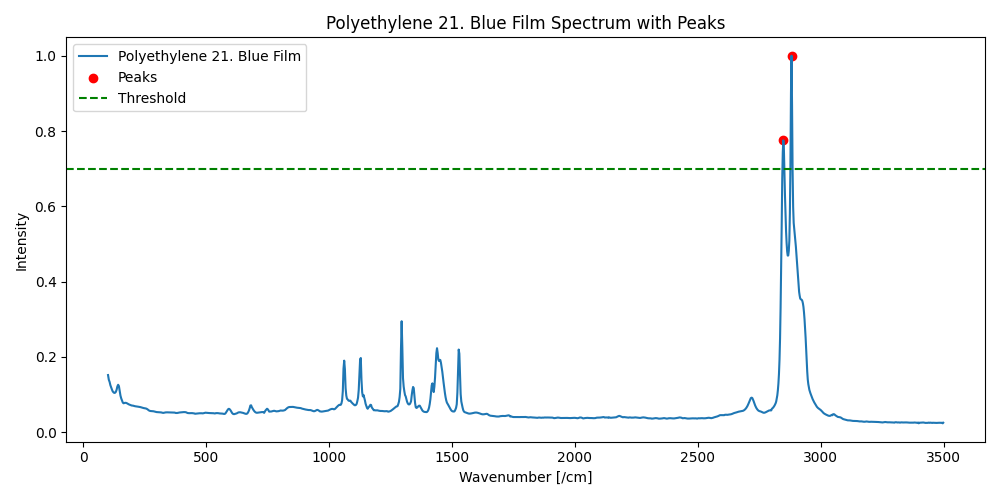 Polyethylene 21. Blue Film Spectrum with Peaks
Polyethylene 21. Blue Film
Peaks
Threshold
Intensity
1.0
0.8
0.6
0.4
0.2
0.0
0 500 1000 1500 2000 2500 3000 3500
Wavenumber [/cm]